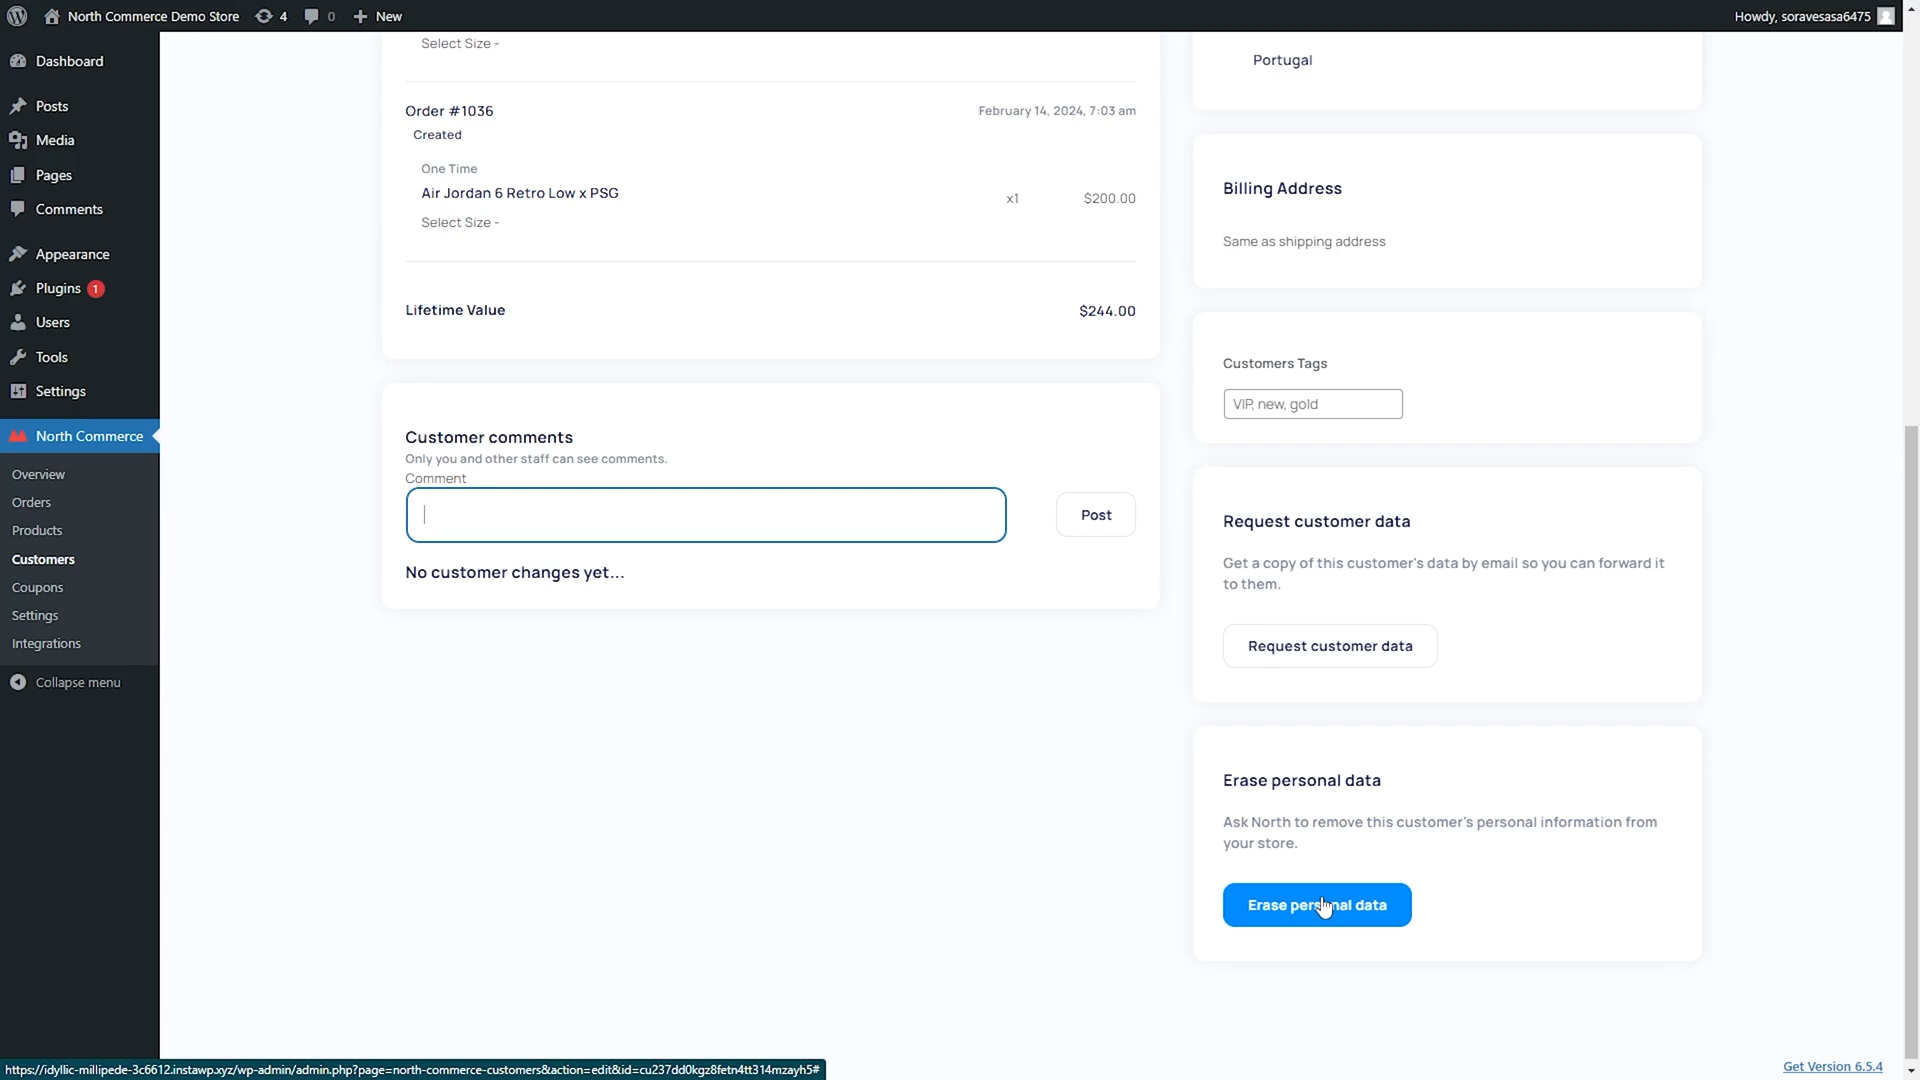 North Commerce Demo Store 4 0 New Howdy, soravesasa6475
Dashboard
Posts
Media
Pages
Comments
Appearance
Plugins 1
Users
Tools
Settings
North Commerce
Overview
Orders
Products
Customers
Coupons
Settings
Integrations
Collapse menu
Select Size -
Order #1036 February 14, 2024, 7:03 am
Created
One Time
Air Jordan 6 Retro Low x PSG x1 $200.00
Select Size -
Lifetime Value $244.00
Customer comments
Only you and other staff can see comments.
Comment
Post
No customer changes yet...
Portugal
Billing Address
Same as shipping address
Customers Tags
VIP, new, gold
Request customer data
Get a copy of this customer's data by email so you can forward it
to them.
Request customer data
Erase personal data
Ask North to remove this customer's personal information from
your store.
Erase personal data
Get Version 6.5.4
https://idyllic-millipede-3c6612.instawp.xyz/wp-admin/admin.php?page=north-commerce-customers&action=edit&id=cu237dd0kgz8fetn4tt314mzayh5#